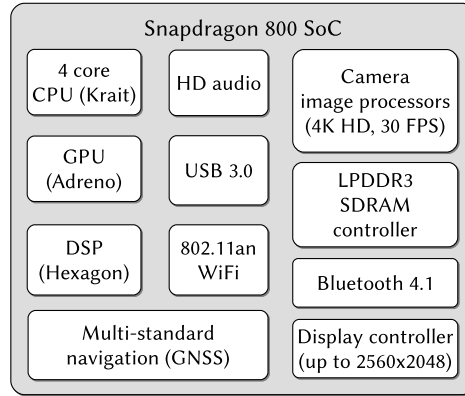 Snapdragon 800 SoC
4 core
CPU (Krait)
HD audio
Camera
image processors
(4K HD, 30 FPS)
GPU
(Adreno)
USB 3.0
LPDDR3
SDRAM
controller
DSP
(Hexagon)
802.11an
WiFi
Bluetooth 4.1
Multi-standard
navigation (GNSS)
Display controller
(up to 2560x2048)